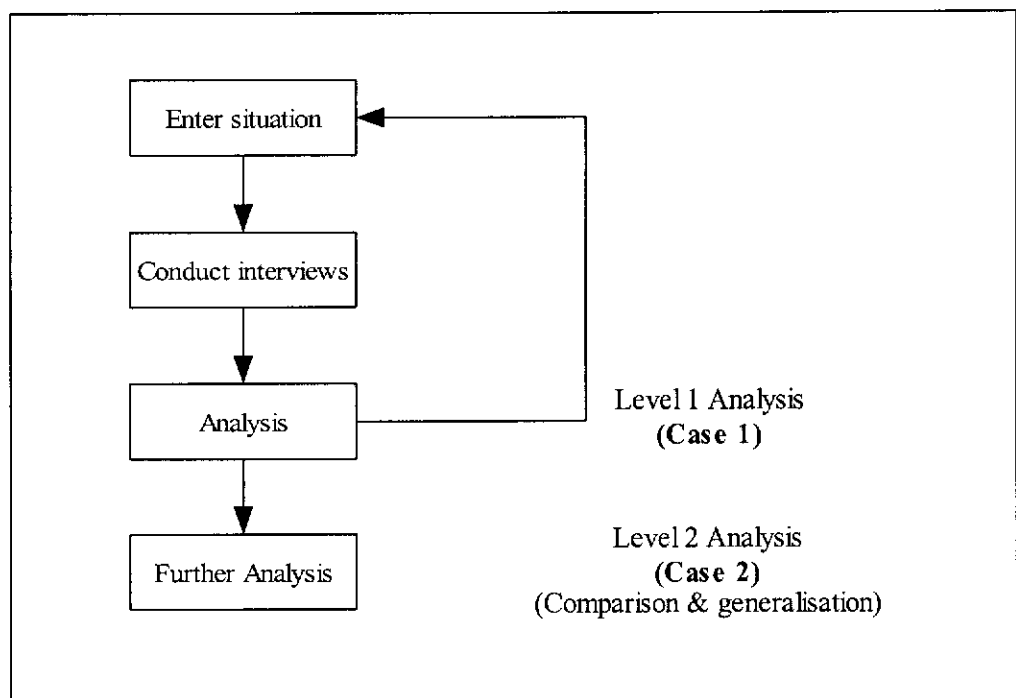 Enter situation
Conduct interviews
Analysis
Level 1 Analysis
(Case 1)
Further Analysis
Level 2 Analysis
(Case 2)
(Comparison & generalisation)